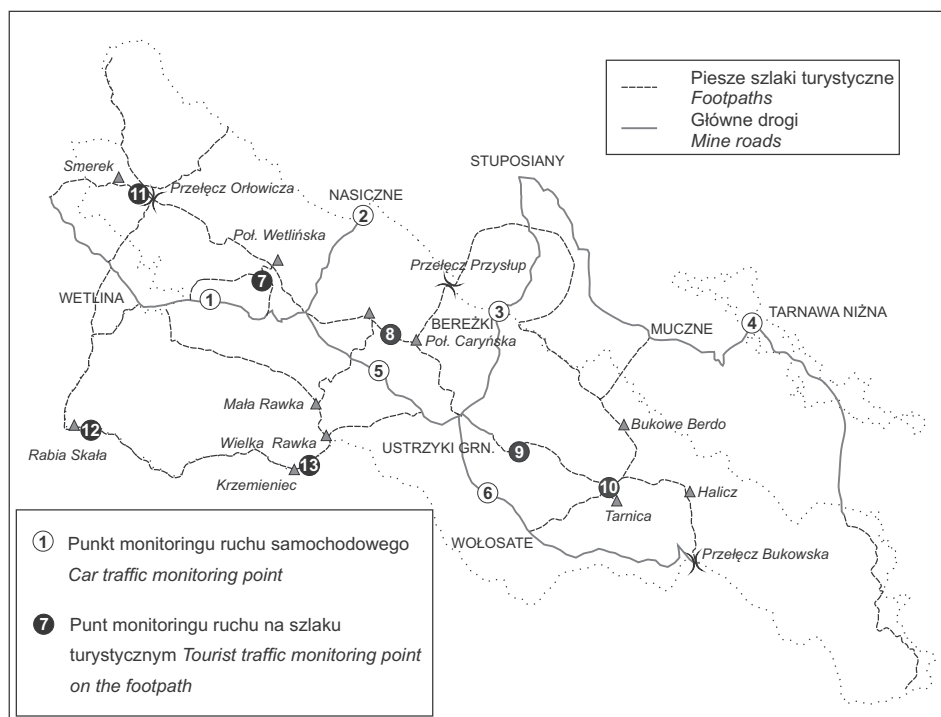 Piesze szlaki turystyczne
Footpaths
Główne drogi
Mine roads
STUPOSIANY
Smerek
11
Przełęcz Orłowicza
NASICZNE
2
Poł. Wetlińska
7
Przełęcz Przysłup
WETLINA
1
BEREŻKI
3
4
TARNAWA NIŻNA
8
Poł. Caryńska
MUCZNE
5
Mała Rawka
12
Rabia Skała
Wielka Rawka
USTRZYKI GRN.
Bukowe Berdo
9
13
Krzemieniec
6
10
Halicz
Tarnica
WOŁOSATE
Przełęcz Bukowska
1 Punkt monitoringu ruchu samochodowego
Car traffic monitoring point
7 Punt monitoringu ruchu na szlaku
turystycznym Tourist traffic monitoring point
on the footpath